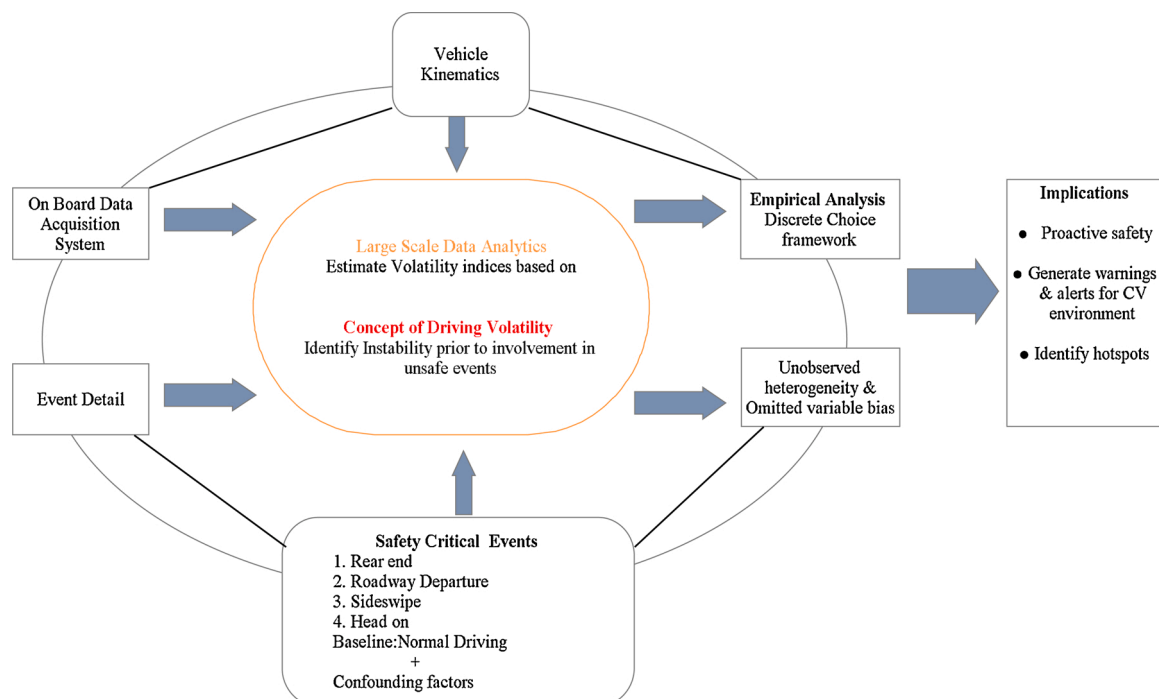 Vehicle
Kinematics
On Board Data
Acquisition
System
Large Scale Data Analytics
Estimate Volatility indices based on
Concept of Driving Volatility
Identify Instability prior to involvement in
unsafe events
Empirical Analysis
Discrete Choice
framework
Implications
● Proactive safety
● Generate warnings
& alerts for CV
environment
● Identify hotspots
Event Detail
Unobserved
heterogeneity &
Omitted variable bias
Safety Critical Events
1. Rear end
2. Roadway Departure
3. Sideswipe
4. Head on
Baseline:Normal Driving
+
Confounding factors